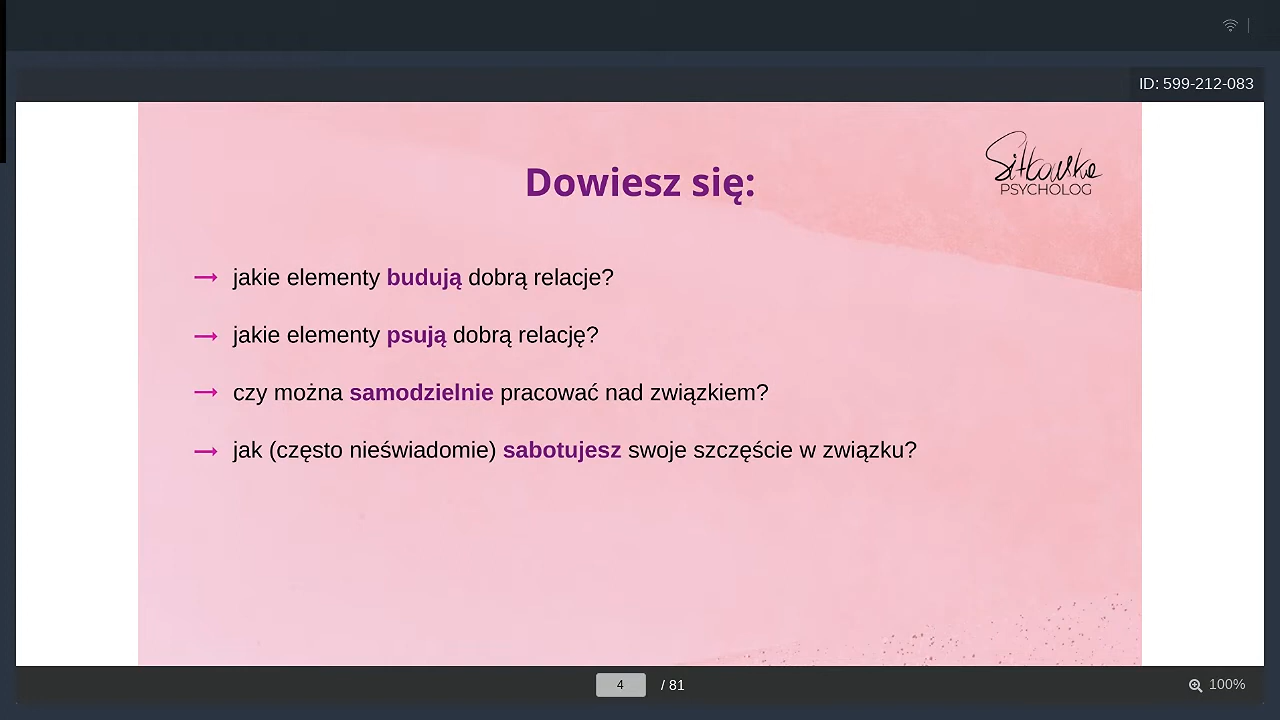 ID: 599-212-083
Dowiesz się:
Siłowke
PSYCHOLOG
→ jakie elementy budują dobrą relacje?
→ jakie elementy psują dobrą relację?
→ czy można samodzielnie pracować nad związkiem?
→ jak (często nieświadomie) sabotujesz swoje szczęście w związku?
4 / 81
100%